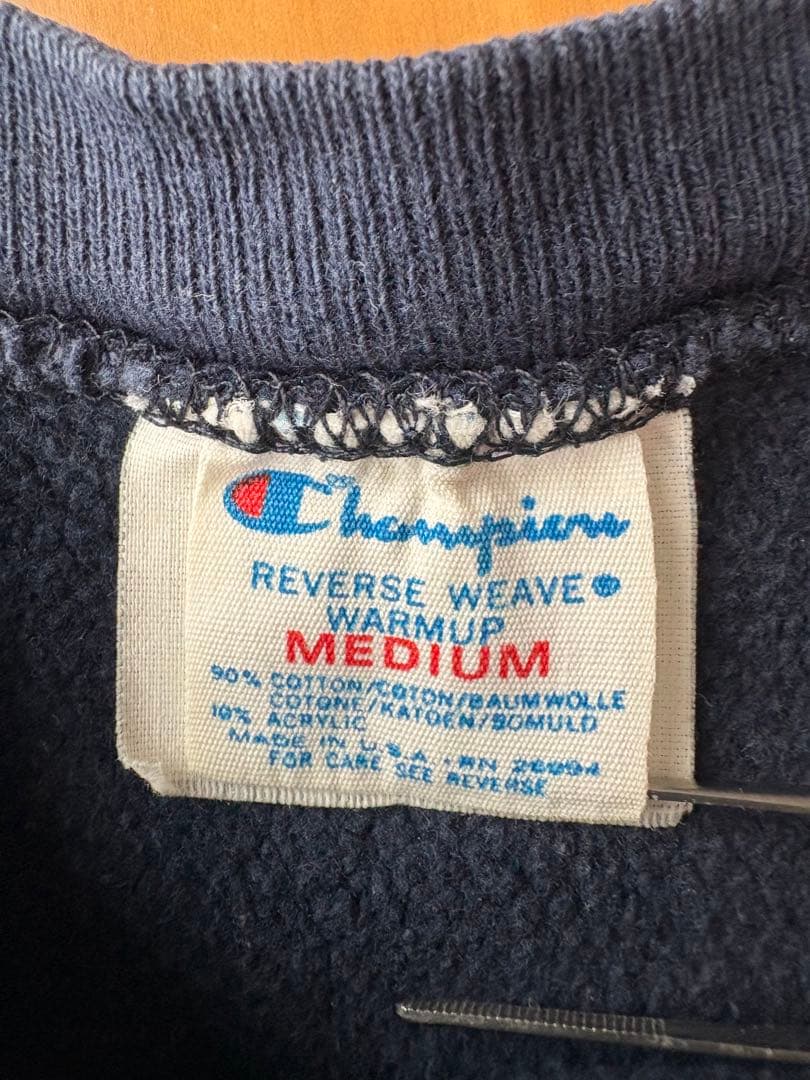 Champion
REVERSE WEAVE
WARMUP
MEDIUM
90% COTTON/COTON/BAUMWOLLE
COTONE/KATOEN/BOMULD
10% ACRYLIC
MADE IN U.S.A. • RN 26094
FOR CARE SEE REVERSE